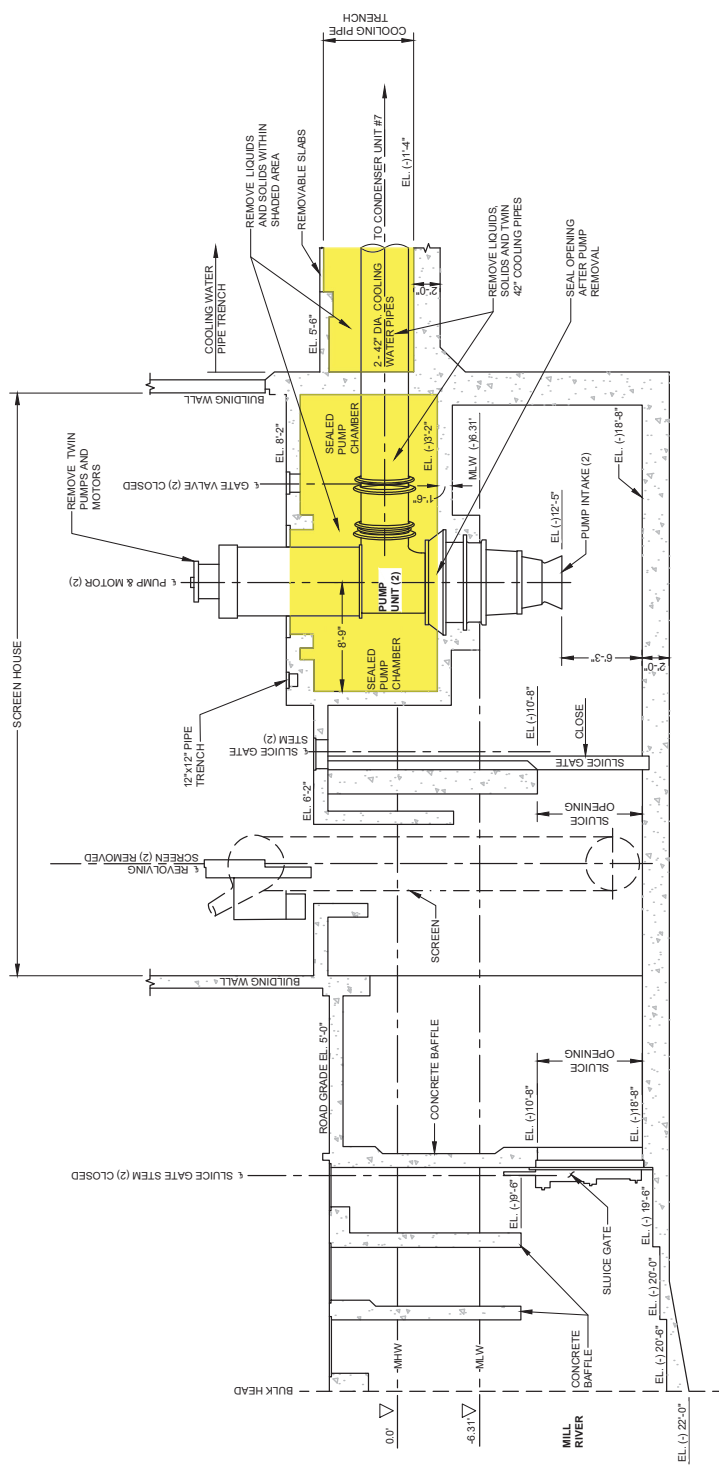 SCREEN HOUSE
COOLING PIPE
TRENCH
COOLING WATER
PIPE TRENCH
REMOVE TWIN
PUMPS AND
MOTORS
REMOVE LIQUIDS
AND SOLIDS WITHIN
SHADED AREA
REMOVABLE SLABS
12"x12" PIPE
TRENCH
℄ PUMP & MOTOR (2)
℄ GATE VALVE (2) CLOSED
BUILDING WALL
℄ REVOLVING
SCREEN (2) REMOVED
BUILDING WALL
℄ SLUICE GATE STEM (2) CLOSED
BULK HEAD
ROAD GRADE EL. 5'-0"
EL. 6'-2"
℄ SLUICE GATE
STEM (2)
EL. 8'-2"
EL. 5'-6"
SEALED
PUMP
CHAMBER
8'-9"
PUMP
UNIT (2)
SEALED
PUMP
CHAMBER
2 - 42" DIA. COOLING
WATER PIPES
TO CONDENSER UNIT #7
EL. (-)1'-4"
2'-0"
EL. (-)3'-2"
1'-6"
MLW (-)6.31'
0.0'
-MHW
-6.31'
-MLW
MILL
RIVER
CONCRETE BAFFLE
SCREEN
REMOVE LIQUIDS,
SOLIDS AND TWIN
42" COOLING PIPES
SEAL OPENING
AFTER PUMP
REMOVAL
EL. (-)9'-6"
EL. (-)10'-8"
SLUICE
OPENING
EL. (-)18'-8"
SLUICE
OPENING
EL (-)10'-8"
CLOSE
SLUICE GATE
EL (-)12'-5"
PUMP INTAKE (2)
6'-3"
2'-0"
EL. (-)18'-8"
CONCRETE
BAFFLE
SLUICE GATE
EL. (-) 19'-6"
EL. (-) 20'-0"
EL. (-) 20'-6"
EL. (-) 22'-0"